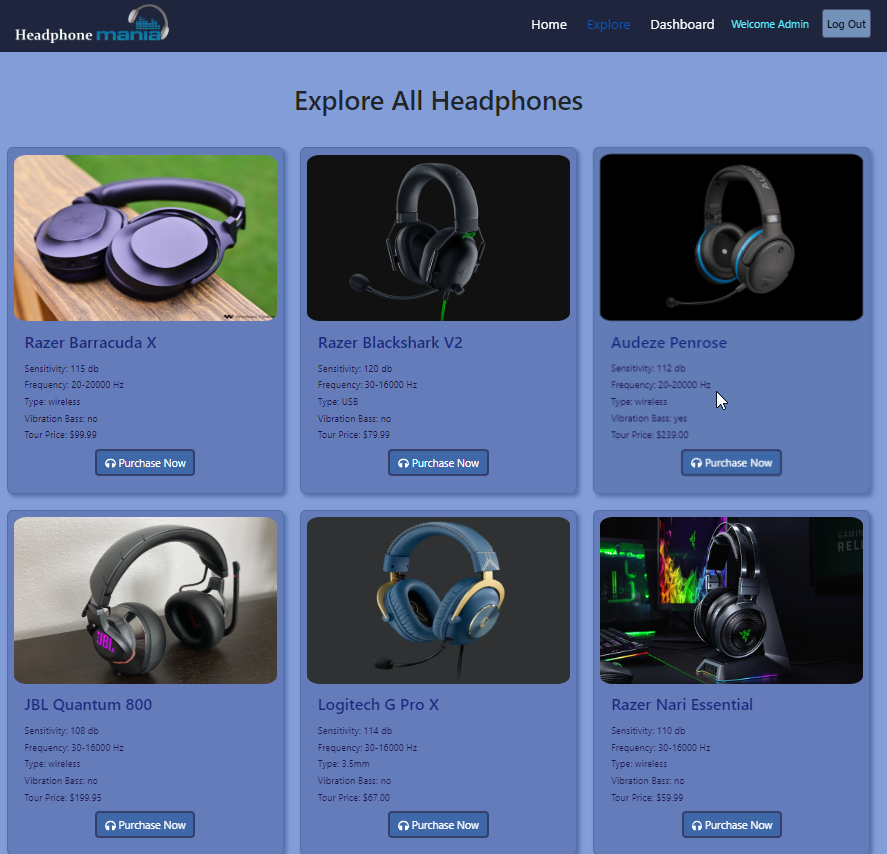 Headphone mania
Home Explore Dashboard Welcome Admin Log Out
Explore All Headphones
Razer Barracuda X
Sensitivity: 115 db
Frequency: 20-20000 Hz
Type: wireless
Vibration Bass: no
Tour Price: $99.99
Purchase Now
Razer Blackshark V2
Sensitivity: 120 db
Frequency: 30-16000 Hz
Type: USB
Vibration Bass: no
Tour Price: $79.99
Purchase Now
Audeze Penrose
Sensitivity: 112 db
Frequency: 20-20000 Hz
Type: wireless
Vibration Bass: yes
Tour Price: $239.00
Purchase Now
JBL
JBL Quantum 800
Sensitivity: 108 db
Frequency: 30-16000 Hz
Type: wireless
Vibration Bass: no
Tour Price: $199.95
Purchase Now
Logitech G Pro X
Sensitivity: 114 db
Frequency: 30-16000 Hz
Type: 3.5mm
Vibration Bass: no
Tour Price: $67.00
Purchase Now
GAMIN
RELE
Razer Nari Essential
Sensitivity: 110 db
Frequency: 30-16000 Hz
Type: wireless
Vibration Bass: no
Tour Price: $59.99
Purchase Now